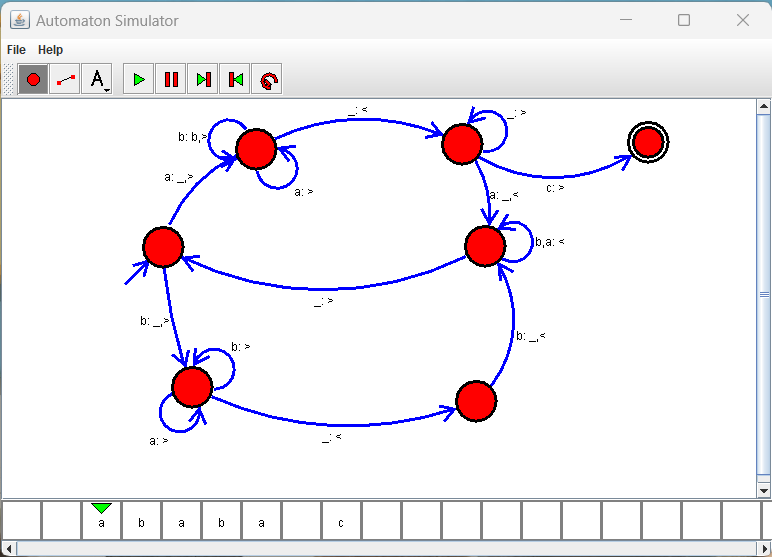 Automaton Simulator
File Help
A
_: <
_: >
b: b,>
a: _,>
a: >
a: _,<
c: >
b,a: <
_: >
b: _,>
b: >
b: _,<
_: <
a: >
a b a b a c